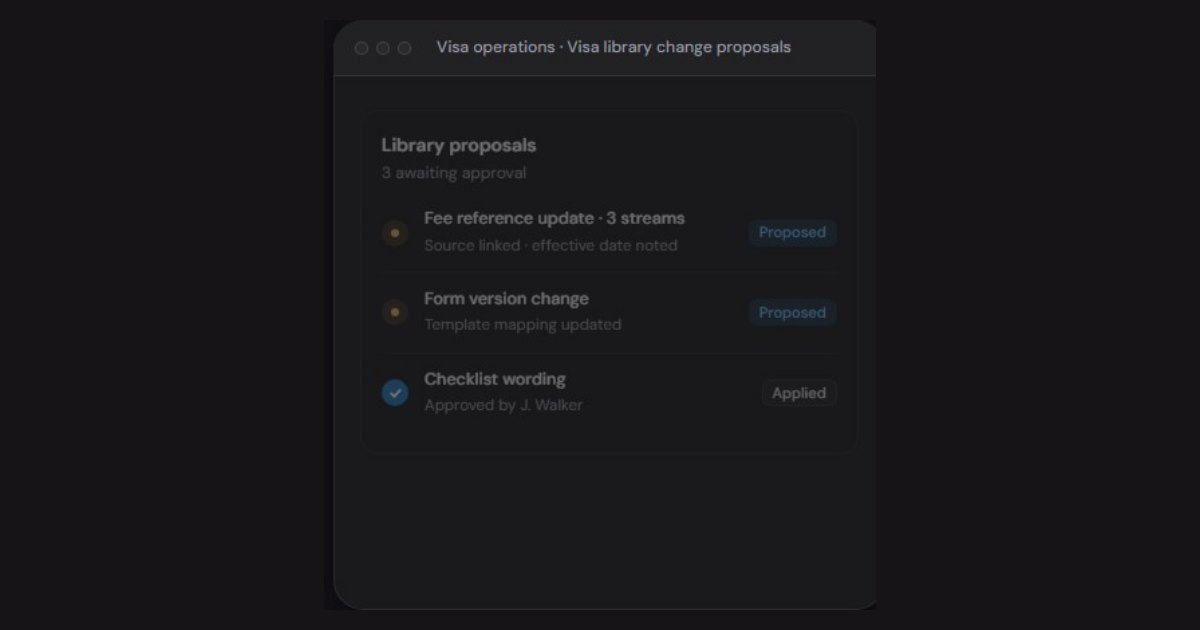 Visa operations · Visa library change proposals
Library proposals
3 awaiting approval
Fee reference update · 3 streams
Source linked · effective date noted
Proposed
Form version change
Template mapping updated
Proposed
Checklist wording
Approved by J. Walker
Applied